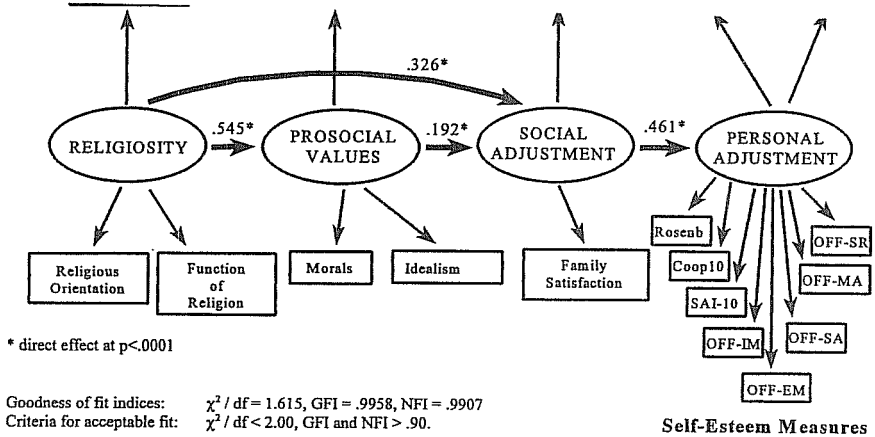 .326*
.545*
.192*
.461*
RELIGIOSITY
PROSOCIAL
VALUES
SOCIAL
ADJUSTMENT
PERSONAL
ADJUSTMENT
Religious
Orientation
Function
of
Religion
Morals
Idealism
Family
Satisfaction
Rosenb
Coop10
SAI-10
OFF-IM
OFF-EM
OFF-SA
OFF-MA
OFF-SR
* direct effect at p<.0001
Goodness of fit indices: χ² / df = 1.615, GFI = .9958, NFI = .9907
Criteria for acceptable fit: χ² / df < 2.00, GFI and NFI > .90.
Self-Esteem Measures